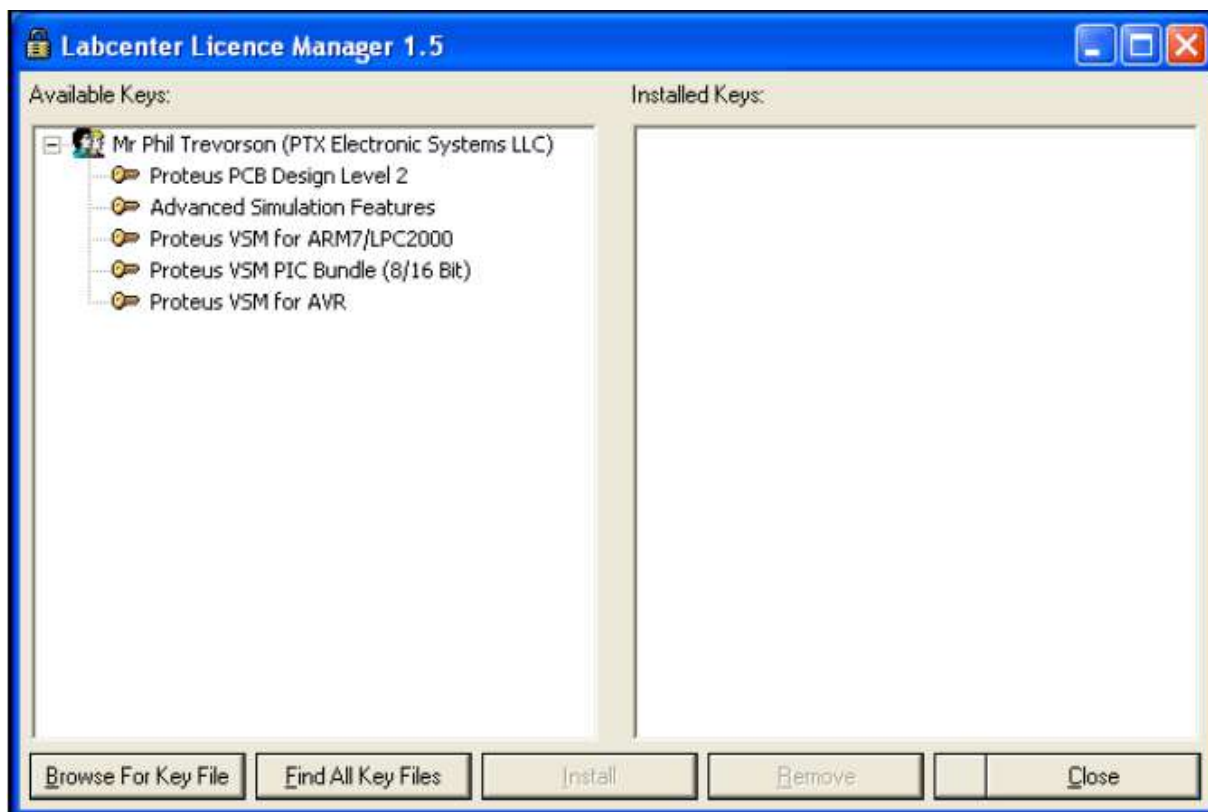 Labcenter Licence Manager 1.5
Available Keys:
Installed Keys:
Mr Phil Trevorson (PTX Electronic Systems LLC)
Proteus PCB Design Level 2
Advanced Simulation Features
Proteus VSM for ARM7/LPC2000
Proteus VSM PIC Bundle (8/16 Bit)
Proteus VSM for AVR
Browse For Key File
Find All Key Files
Install
Remove
Close